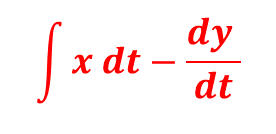 ∫ x dt − dy/dt